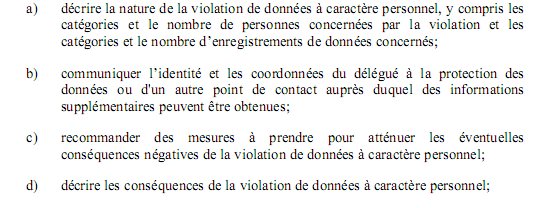 a) décrire la nature de la violation de données à caractère personnel, y compris les
catégories et le nombre de personnes concernées par la violation et les
catégories et le nombre d’enregistrements de données concernés;
b) communiquer l’identité et les coordonnées du délégué à la protection des
données ou d'un autre point de contact auprès duquel des informations
supplémentaires peuvent être obtenues;
c) recommander des mesures à prendre pour atténuer les éventuelles
conséquences négatives de la violation de données à caractère personnel;
d) décrire les conséquences de la violation de données à caractère personnel;